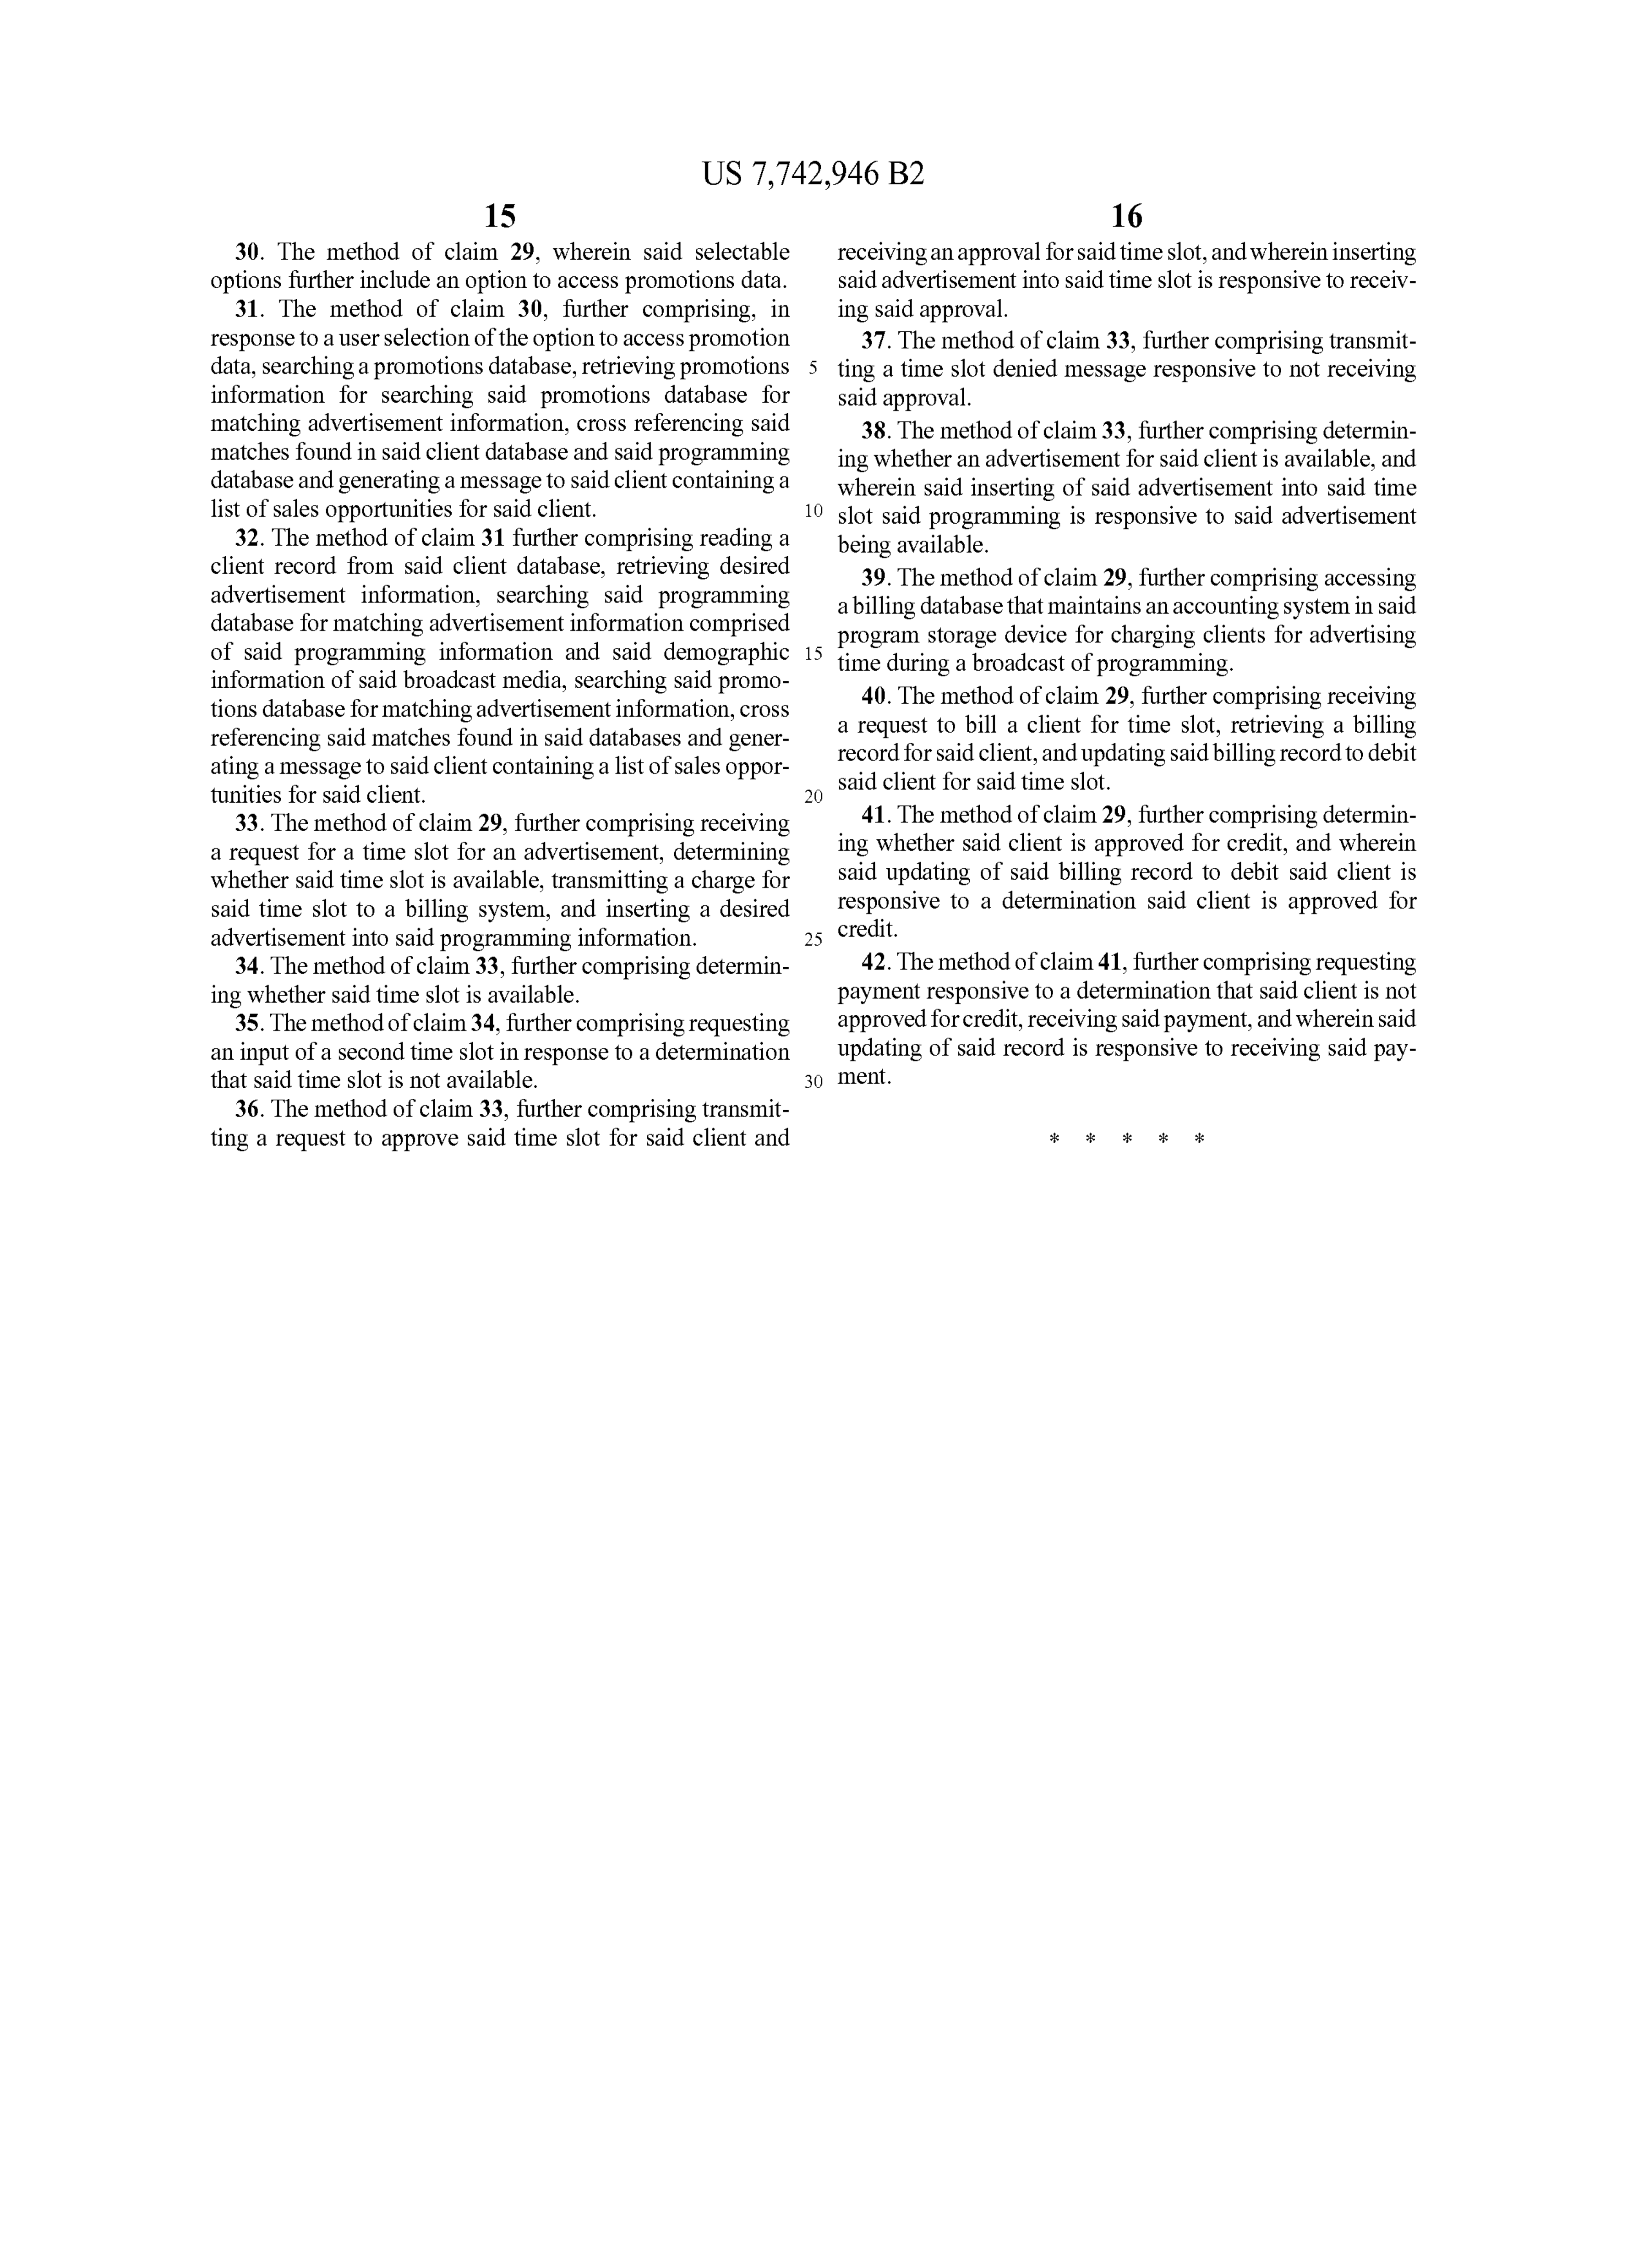 US 7,742,946 B2
15
30. The method of claim 29, wherein said selectable
options further include an option to access promotions data.
31. The method of claim 30, further comprising, in
response to a user selection of the option to access promotion
data, searching a promotions database, retrieving promotions
information for searching said promotions database for
matching advertisement information, cross referencing said
matches found in said client database and said programming
database and generating a message to said client containing a
list of sales opportunities for said client.
32. The method of claim 31 further comprising reading a
client record from said client database, retrieving desired
advertisement information, searching said programming
database for matching advertisement information comprised
of said programming information and said demographic
information of said broadcast media, searching said promo-
tions database for matching advertisement information, cross
referencing said matches found in said databases and gener-
ating a message to said client containing a list of sales oppor-
tunities for said client.
33. The method of claim 29, further comprising receiving
a request for a time slot for an advertisement, determining
whether said time slot is available, transmitting a charge for
said time slot to a billing system, and inserting a desired
advertisement into said programming information.
34. The method of claim 33, further comprising determin-
ing whether said time slot is available.
35. The method of claim 34, further comprising requesting
an input of a second time slot in response to a determination
that said time slot is not available.
36. The method of claim 33, further comprising transmit-
ting a request to approve said time slot for said client and
5
10
15
20
25
30
16
receiving an approval for said time slot, and wherein inserting
said advertisement into said time slot is responsive to receiv-
ing said approval.
37. The method of claim 33, further comprising transmit-
ting a time slot denied message responsive to not receiving
said approval.
38. The method of claim 33, further comprising determin-
ing whether an advertisement for said client is available, and
wherein said inserting of said advertisement into said time
slot said programming is responsive to said advertisement
being available.
39. The method of claim 29, further comprising accessing
a billing database that maintains an accounting system in said
program storage device for charging clients for advertising
time during a broadcast of programming.
40. The method of claim 29, further comprising receiving
a request to bill a client for time slot, retrieving a billing
record for said client, and updating said billing record to debit
said client for said time slot.
41. The method of claim 29, further comprising determin-
ing whether said client is approved for credit, and wherein
said updating of said billing record to debit said client is
responsive to a determination said client is approved for
credit.
42. The method of claim 41, further comprising requesting
payment responsive to a determination that said client is not
approved for credit, receiving said payment, and wherein said
updating of said record is responsive to receiving said pay-
ment.
* * * * *